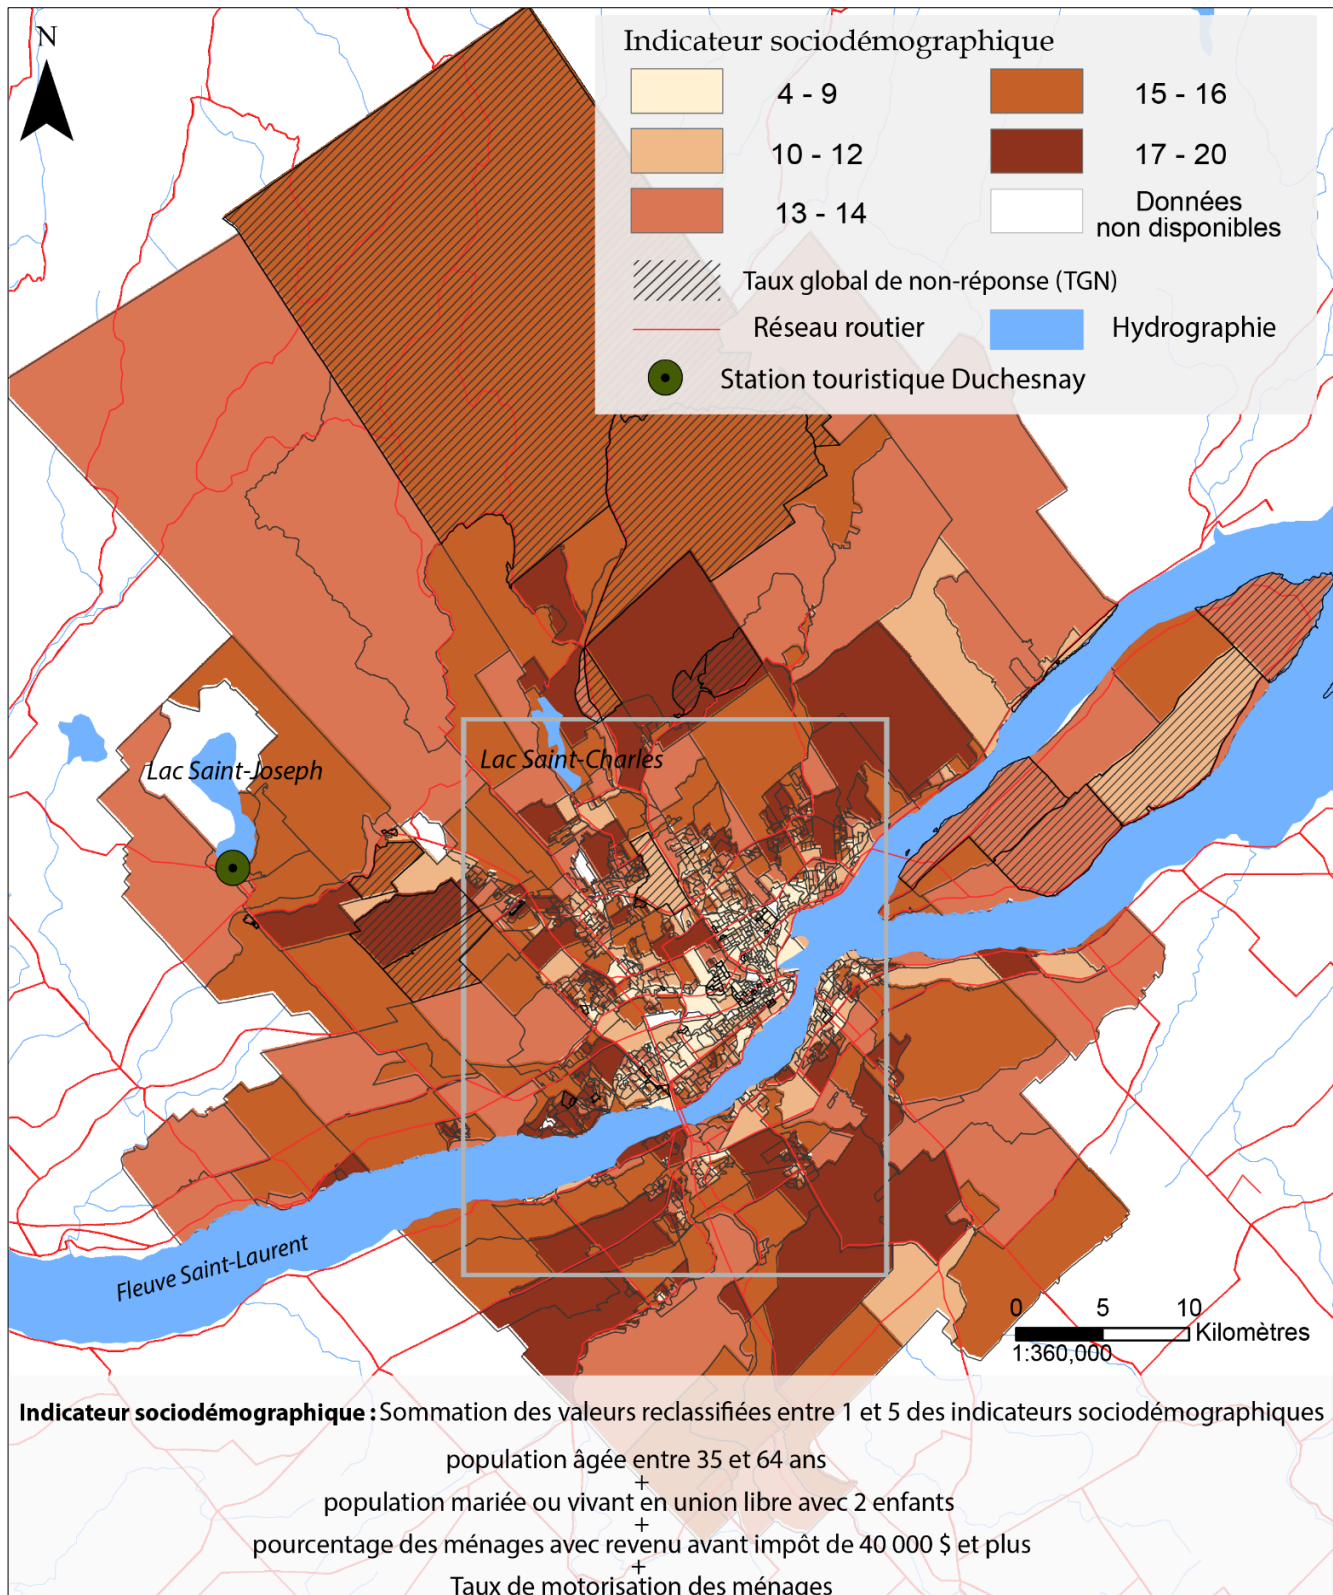 N
Indicateur sociodémographique
4 - 9
15 - 16
10 - 12
17 - 20
13 - 14
Données
non disponibles
Taux global de non-réponse (TGN)
Réseau routier
Hydrographie
Station touristique Duchesnay
Lac Saint-Charles
Lac Saint-Joseph
Fleuve Saint-Laurent
0 5 10
Kilomètres
1:360,000
Indicateur sociodémographique : Sommation des valeurs reclassifiées entre 1 et 5 des indicateurs sociodémographiques
population âgée entre 35 et 64 ans
+
population mariée ou vivant en union libre avec 2 enfants
+
pourcentage des ménages avec revenu avant impôt de 40 000 $ et plus
+
Taux de motorisation des ménages